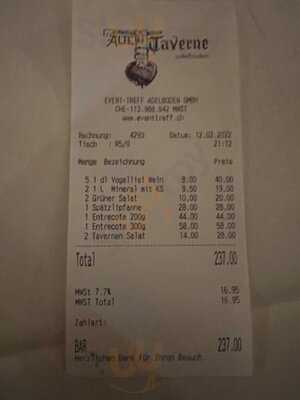 Taverne
EVENT-TREFF ADELBODEN GMBH
CHE-113.988.642 MWST
www.eventtreff.ch
Rechnung: 4293 Datum: 12.02.2022
Tisch : R5/0 21:12
Menge Bezeichnung Preis
5 1 dl Vogellisi Wein 8.00 40.00
2 1 L Mineral mit KS 9.50 19.00
2 Grüner Salat 10.00 20.00
1 Spätzlipfanne 28.00 28.00
1 Entrecote 200g 44.00 44.00
1 Entrecote 300g 58.00 58.00
2 Tavernen Salat 14.00 28.00
Total 237.00
MWSt 7.7% 16.95
MWST Total 16.95
Zahlart:
BAR 237.00
Herzlichen Dank für Ihren Besuch